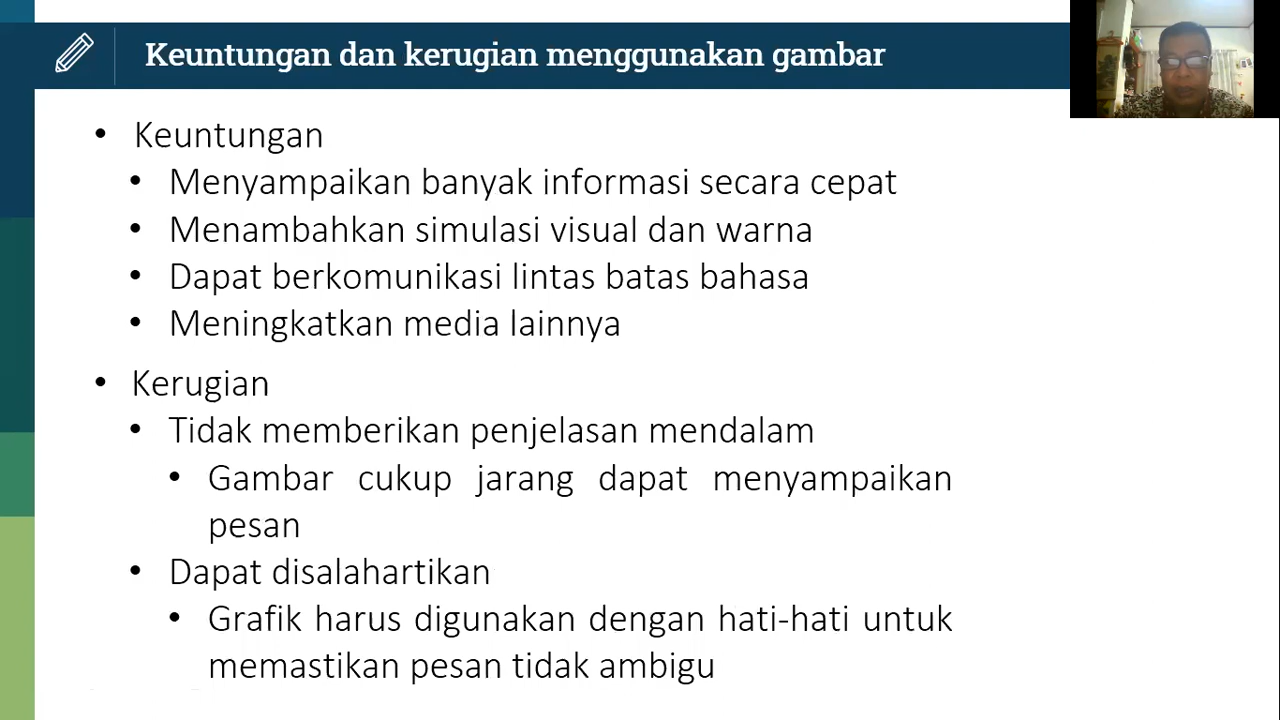 Keuntungan dan kerugian menggunakan gambar
• Keuntungan
• Menyampaikan banyak informasi secara cepat
• Menambahkan simulasi visual dan warna
• Dapat berkomunikasi lintas batas bahasa
• Meningkatkan media lainnya
• Kerugian
• Tidak memberikan penjelasan mendalam
• Gambar cukup jarang dapat menyampaikan
pesan
• Dapat disalahartikan
• Grafik harus digunakan dengan hati-hati untuk
memastikan pesan tidak ambigu